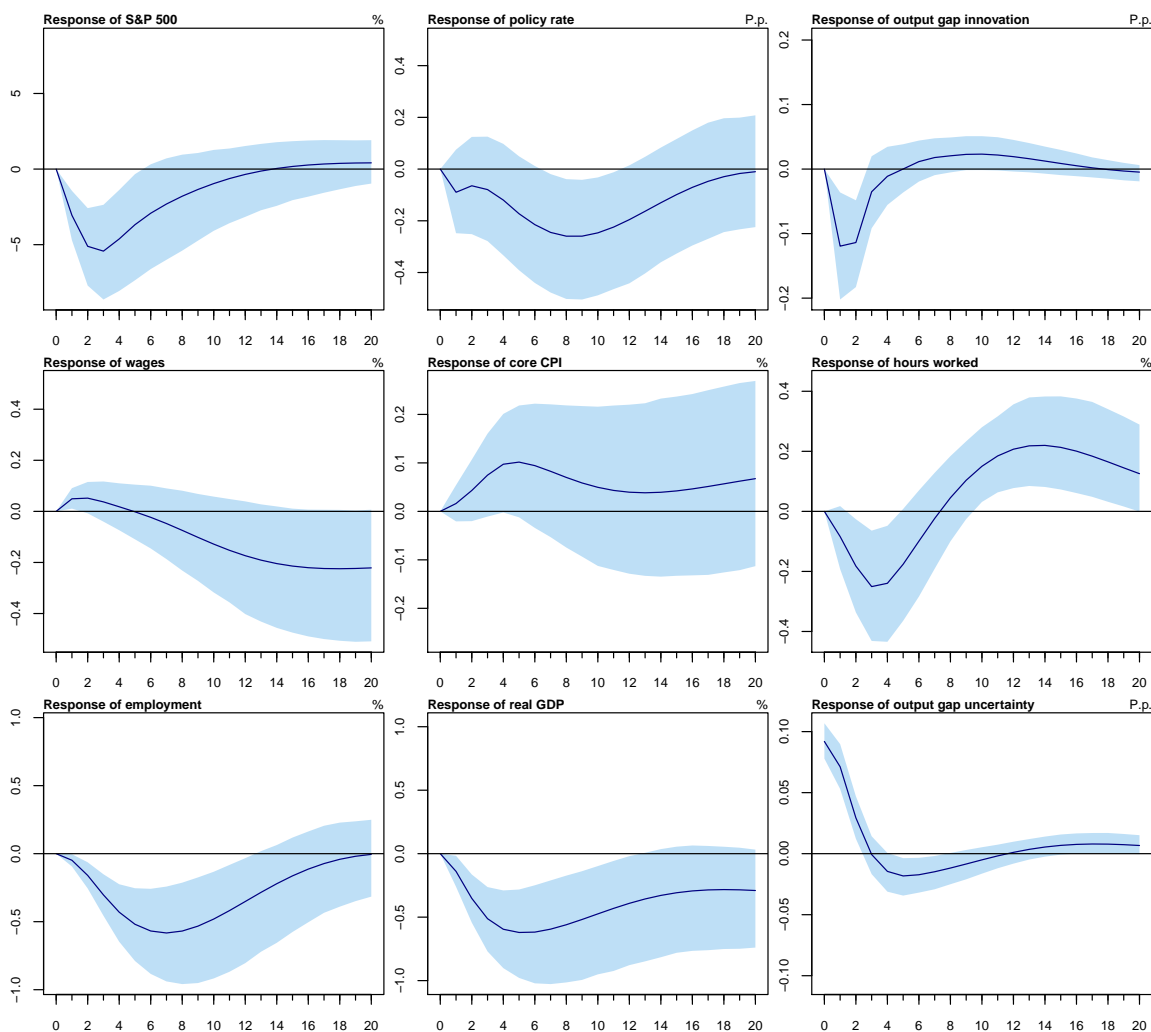 Response of S&P 500 % Response of policy rate P.p. Response of output gap innovation P.p.
5 0 −5
0.4 0.2 0.0 −0.2 −0.4
0.2 0.1 0.0 −0.1 −0.2
0 2 4 6 8 10 12 14 16 18 20 0 2 4 6 8 10 12 14 16 18 20 0 2 4 6 8 10 12 14 16 18 20
Response of wages % Response of core CPI % Response of hours worked %
0.4 0.2 0.0 −0.2 −0.4
0.2 0.1 0.0 −0.1 −0.2
0.4 0.2 0.0 −0.2 −0.4
0 2 4 6 8 10 12 14 16 18 20 0 2 4 6 8 10 12 14 16 18 20 0 2 4 6 8 10 12 14 16 18 20
Response of employment % Response of real GDP % Response of output gap uncertainty P.p.
1.0 0.5 0.0 −0.5 −1.0
1.0 0.5 0.0 −0.5 −1.0
0.10 0.05 0.00 −0.05 −0.10
0 2 4 6 8 10 12 14 16 18 20 0 2 4 6 8 10 12 14 16 18 20 0 2 4 6 8 10 12 14 16 18 20